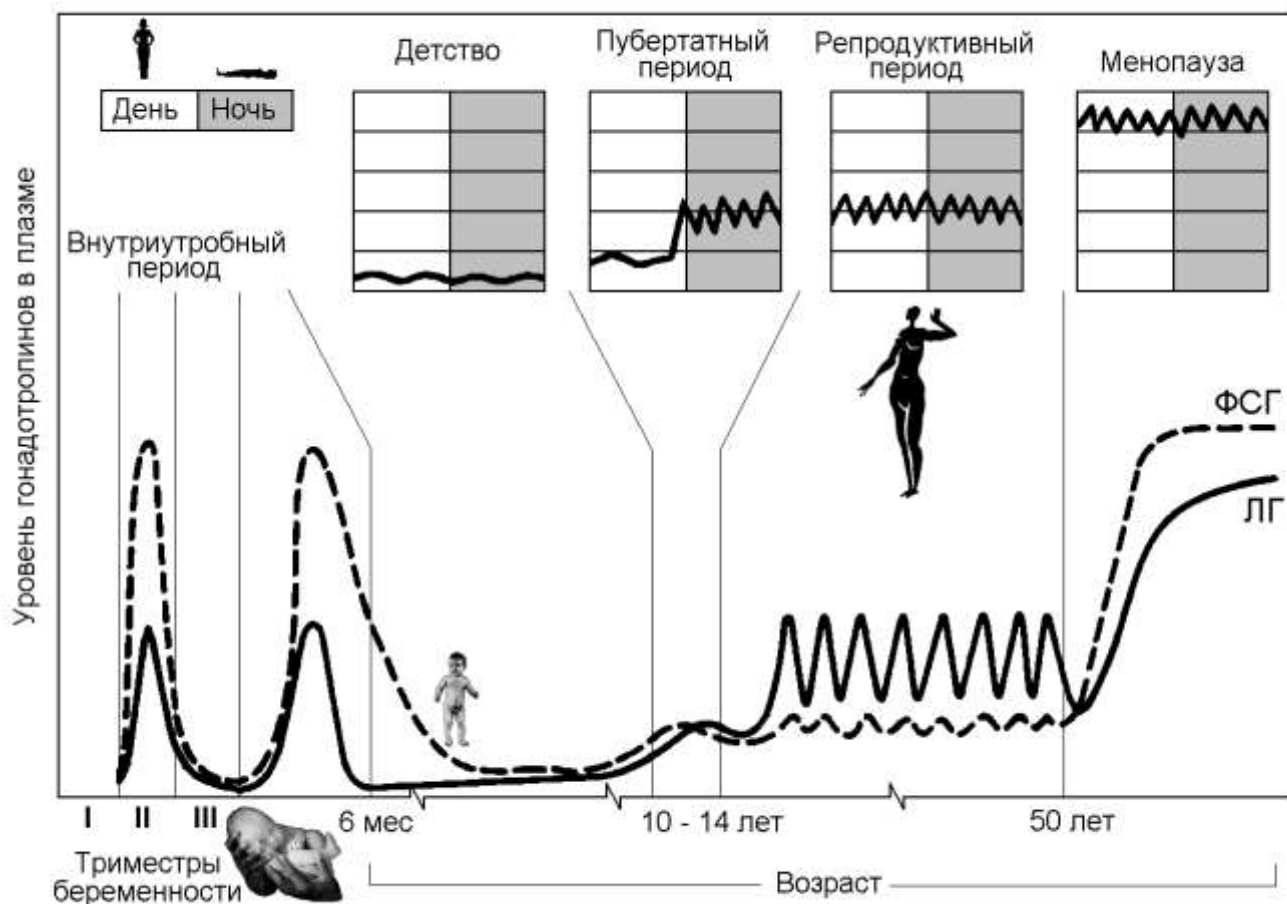 Уровень гонадотропинов в плазме
День
Ночь
Детство
Пубертатный
период
Репродуктивный
период
Менопауза
Внутриутробный
период
ФСГ
ЛГ
I
II
III
6 мес
10 - 14 лет
50 лет
Триместры
беременности
Возраст